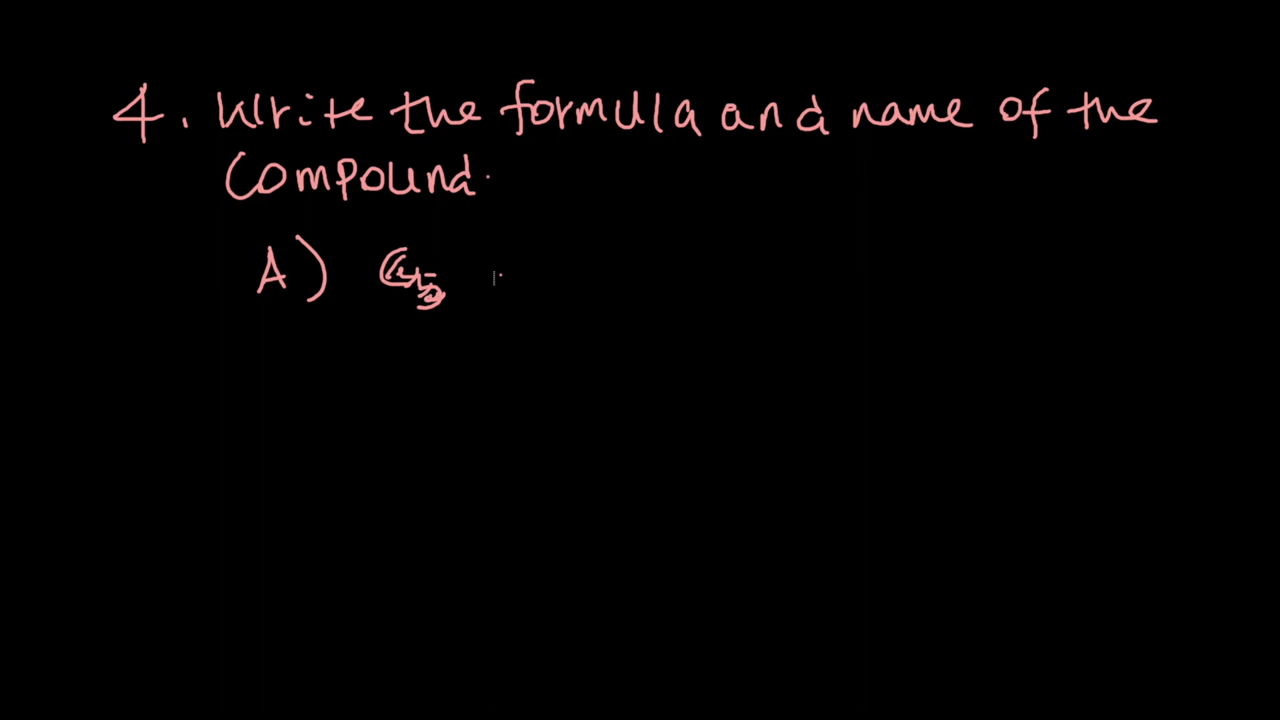 4. Write the formula and name of the
Compound.
A)